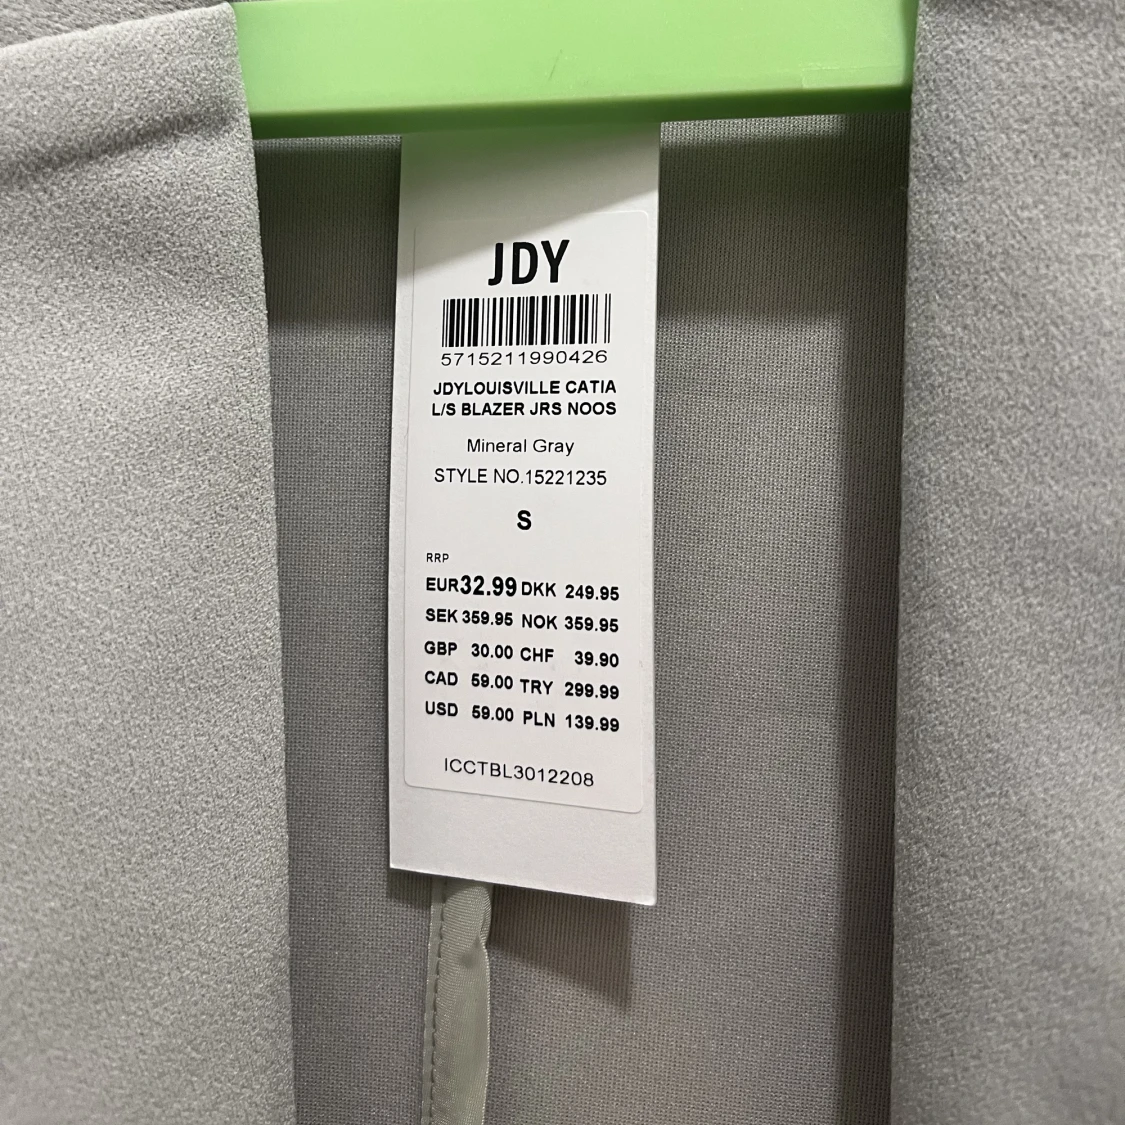 JDY
5715211990426
JDYLOUISVILLE CATIA
L/S BLAZER JRS NOOS
Mineral Gray
STYLE NO.15221235
S
RRP
EUR32.99 DKK 249.95
SEK 359.95 NOK 359.95
GBP 30.00 CHF 39.90
CAD 59.00 TRY 299.99
USD 59.00 PLN 139.99
ICCTBL3012208